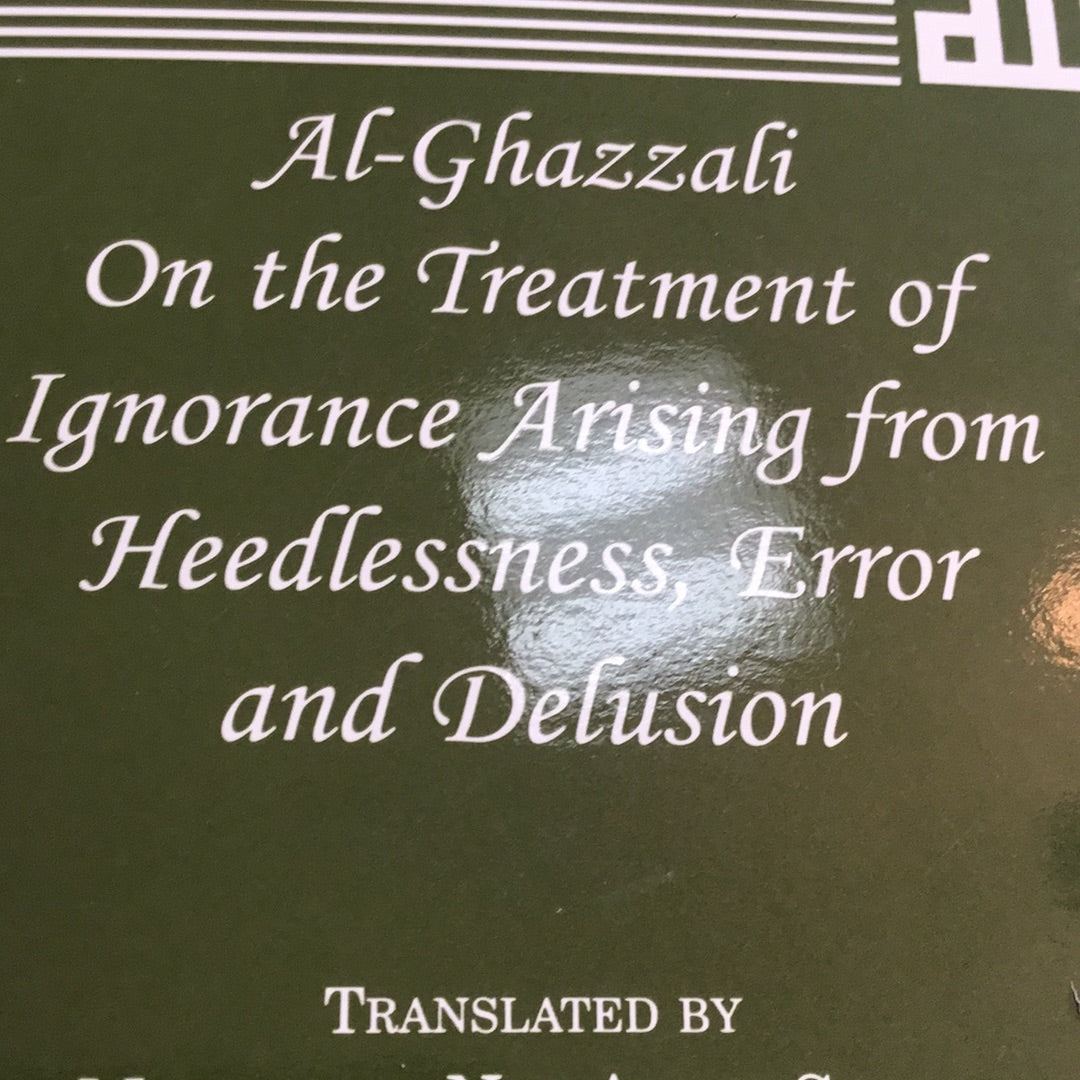 Al-Ghazzali
On the Treatment of
Ignorance Arising from
Heedlessness, Error
and Delusion
TRANSLATED BY